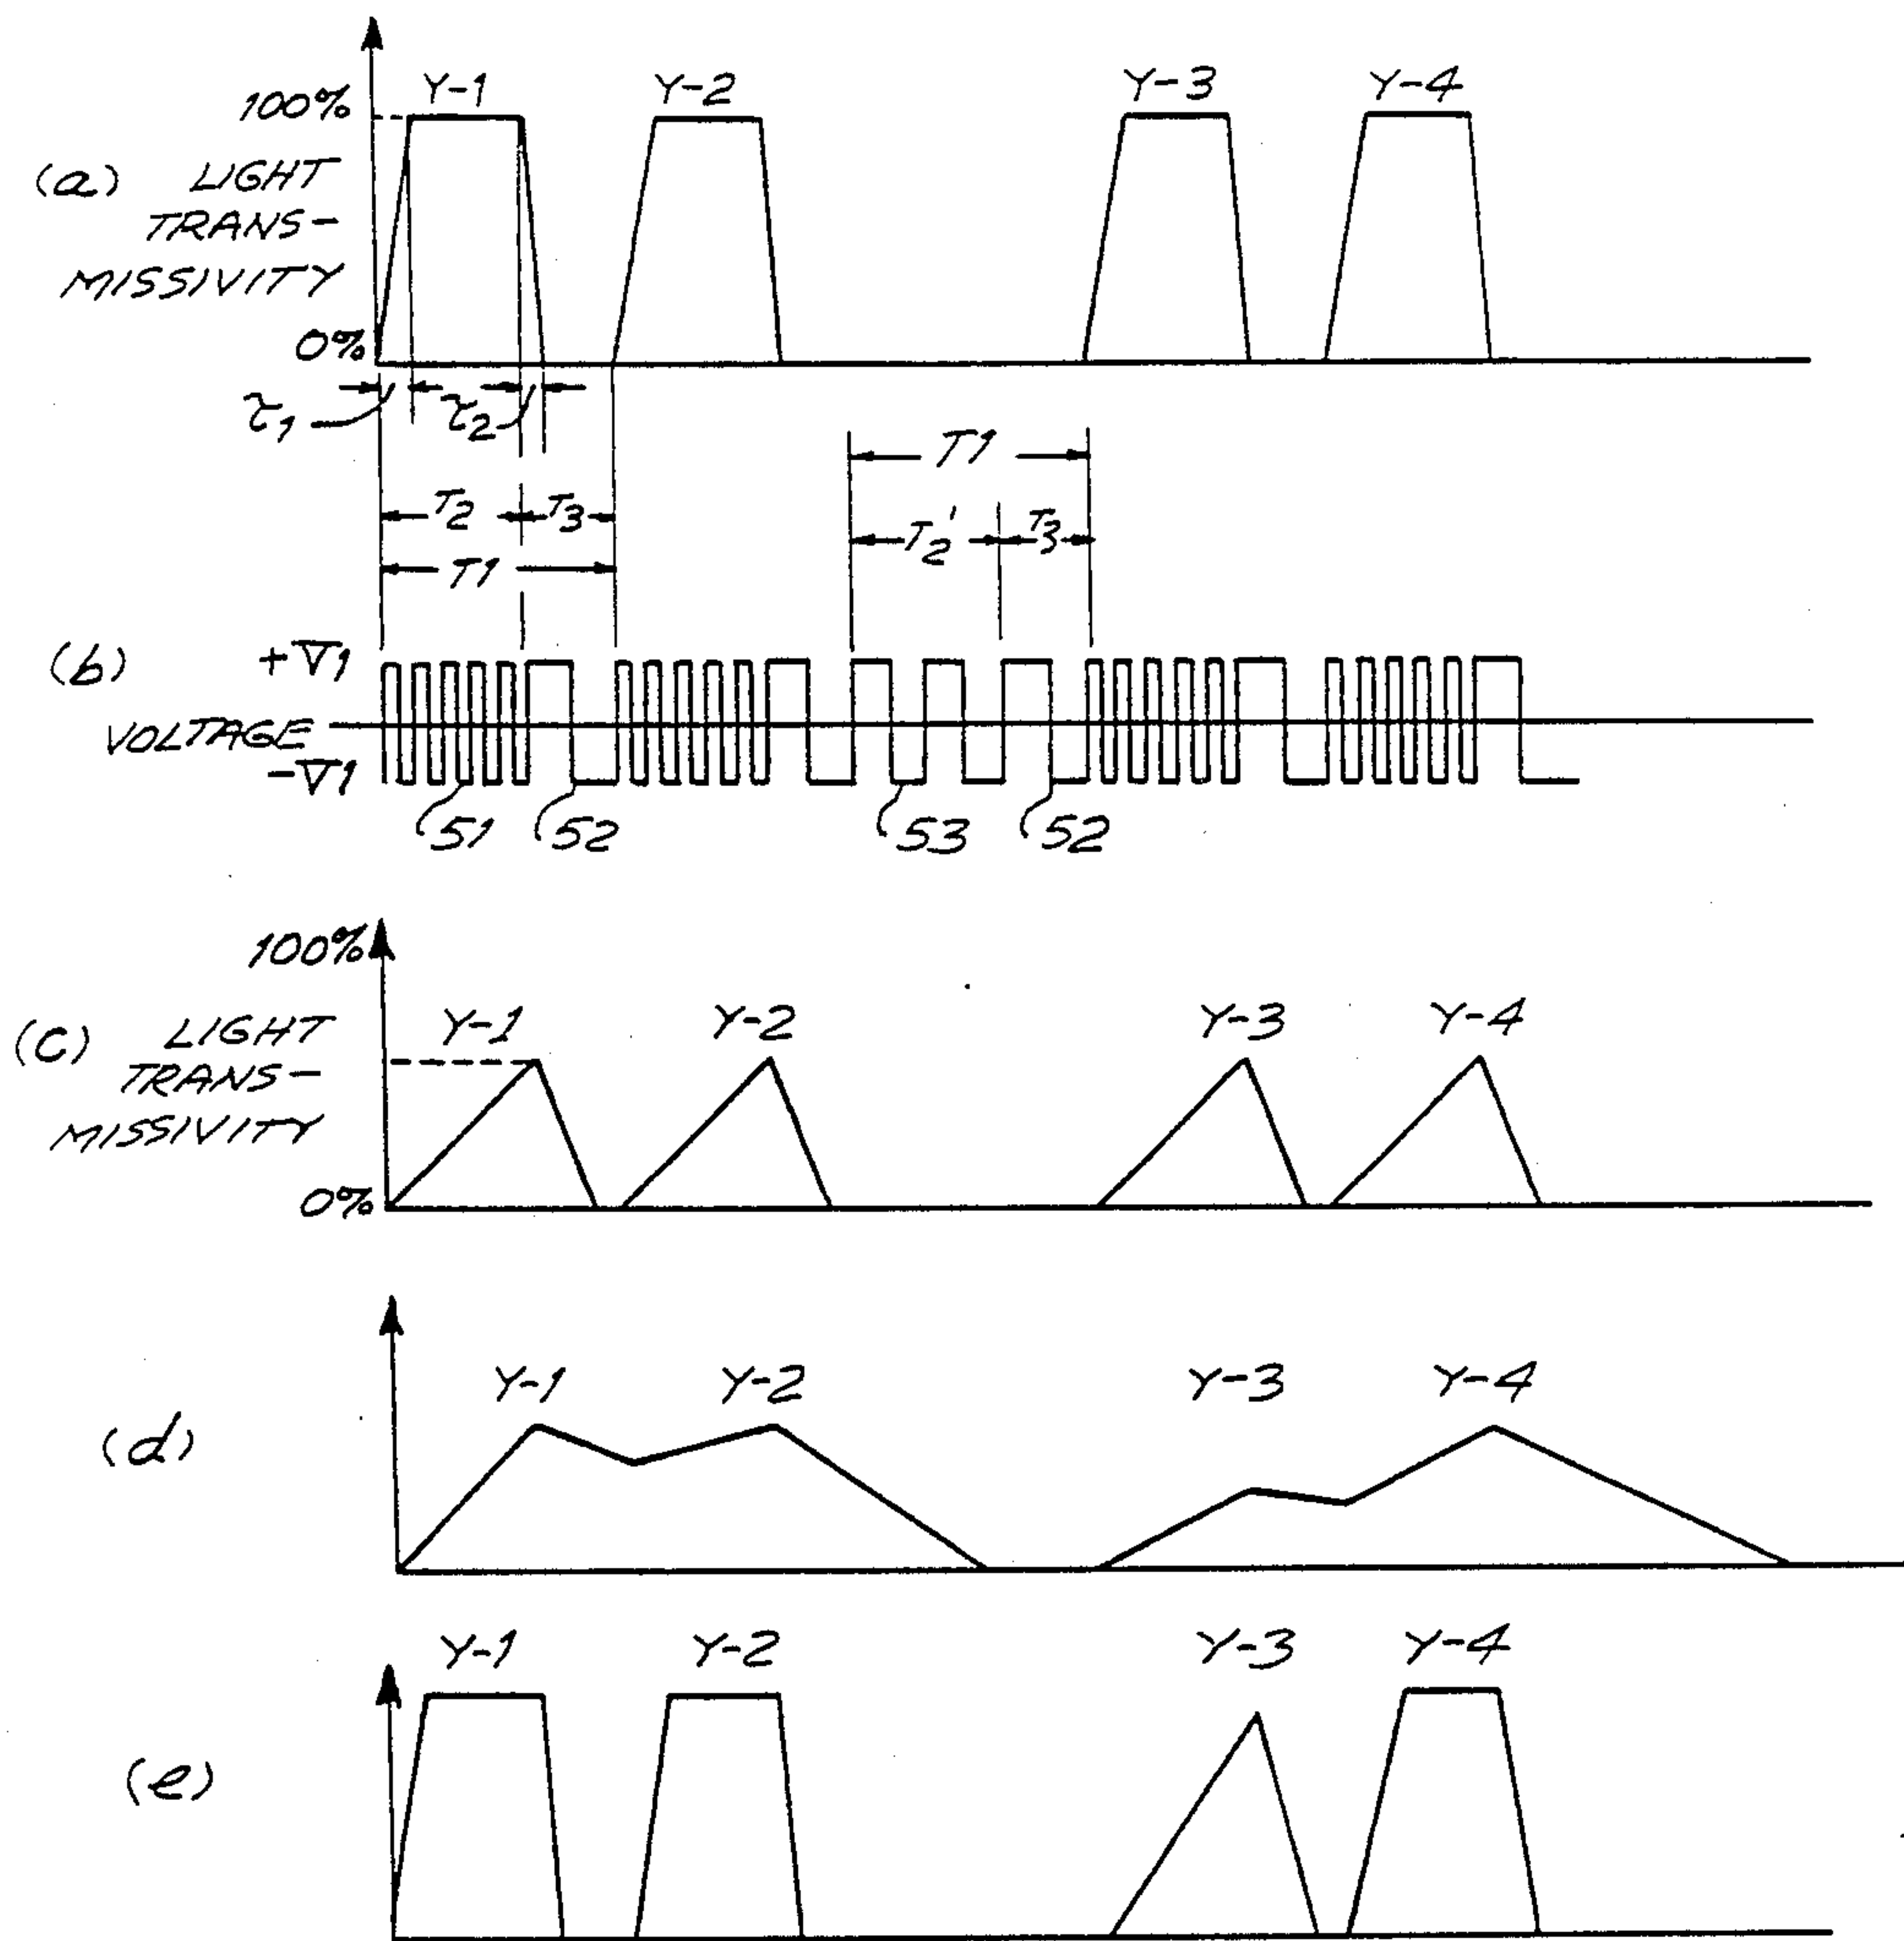 Y-1 Y-2 Y-3 Y-4
100%
(a) LIGHT
TRANS-
MISSIVITY
0%
τ1 τ2
T1
T2 T3 T2' T3
T1
(b) +V1
VOLTAGE
-V1
51 52 53 52
100%
Y-1 Y-2 Y-3 Y-4
(c) LIGHT
TRANS-
MISSIVITY
0%
Y-1 Y-2 Y-3 Y-4
(d)
Y-1 Y-2 Y-3 Y-4
(e)